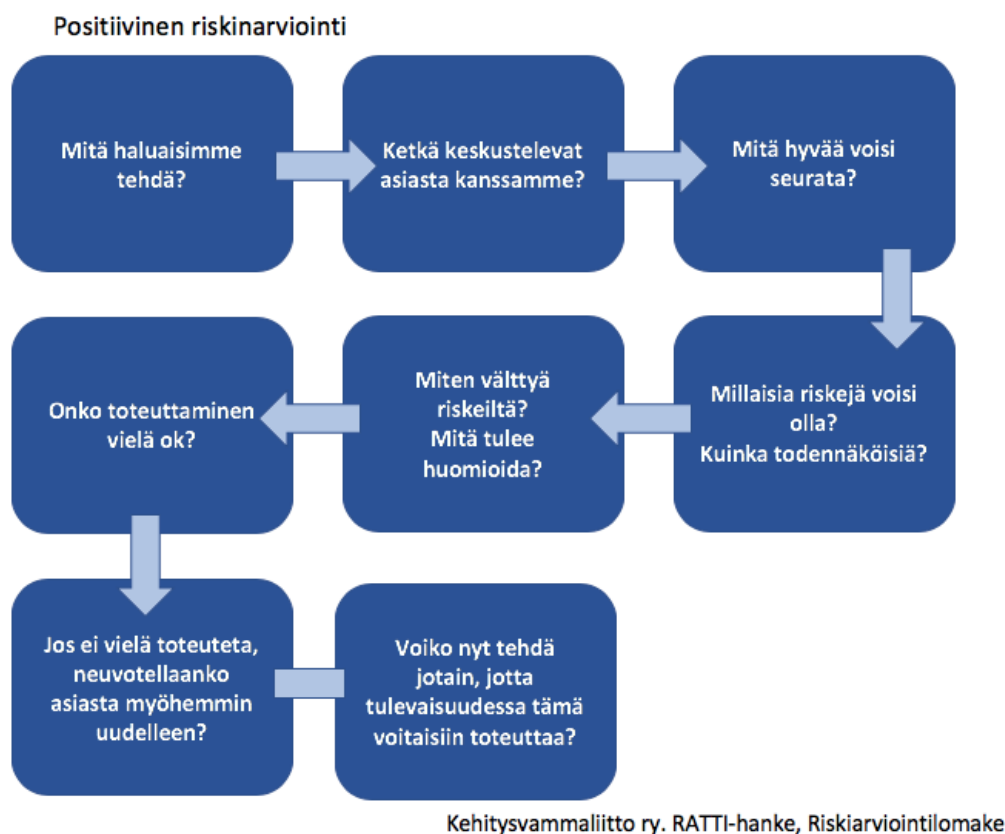 Positiivinen riskinarviointi
Mitä haluaisimme
tehdä?
Ketkä keskustelevat
asiasta kanssamme?
Mitä hyvää voisi
seurata?
Millaisia riskejä voisi
olla?
Kuinka todennäköisiä?
Miten välttyä
riskeiltä?
Mitä tulee
huomioida?
Onko toteuttaminen
vielä ok?
Jos ei vielä toteuteta,
neuvotellaanko
asiasta myöhemmin
uudelleen?
Voiko nyt tehdä
jotain, jotta
tulevaisuudessa tämä
voitaisiin toteuttaa?
Kehitysvammaliitto ry. RATTI-hanke, Riskiarviointilomake